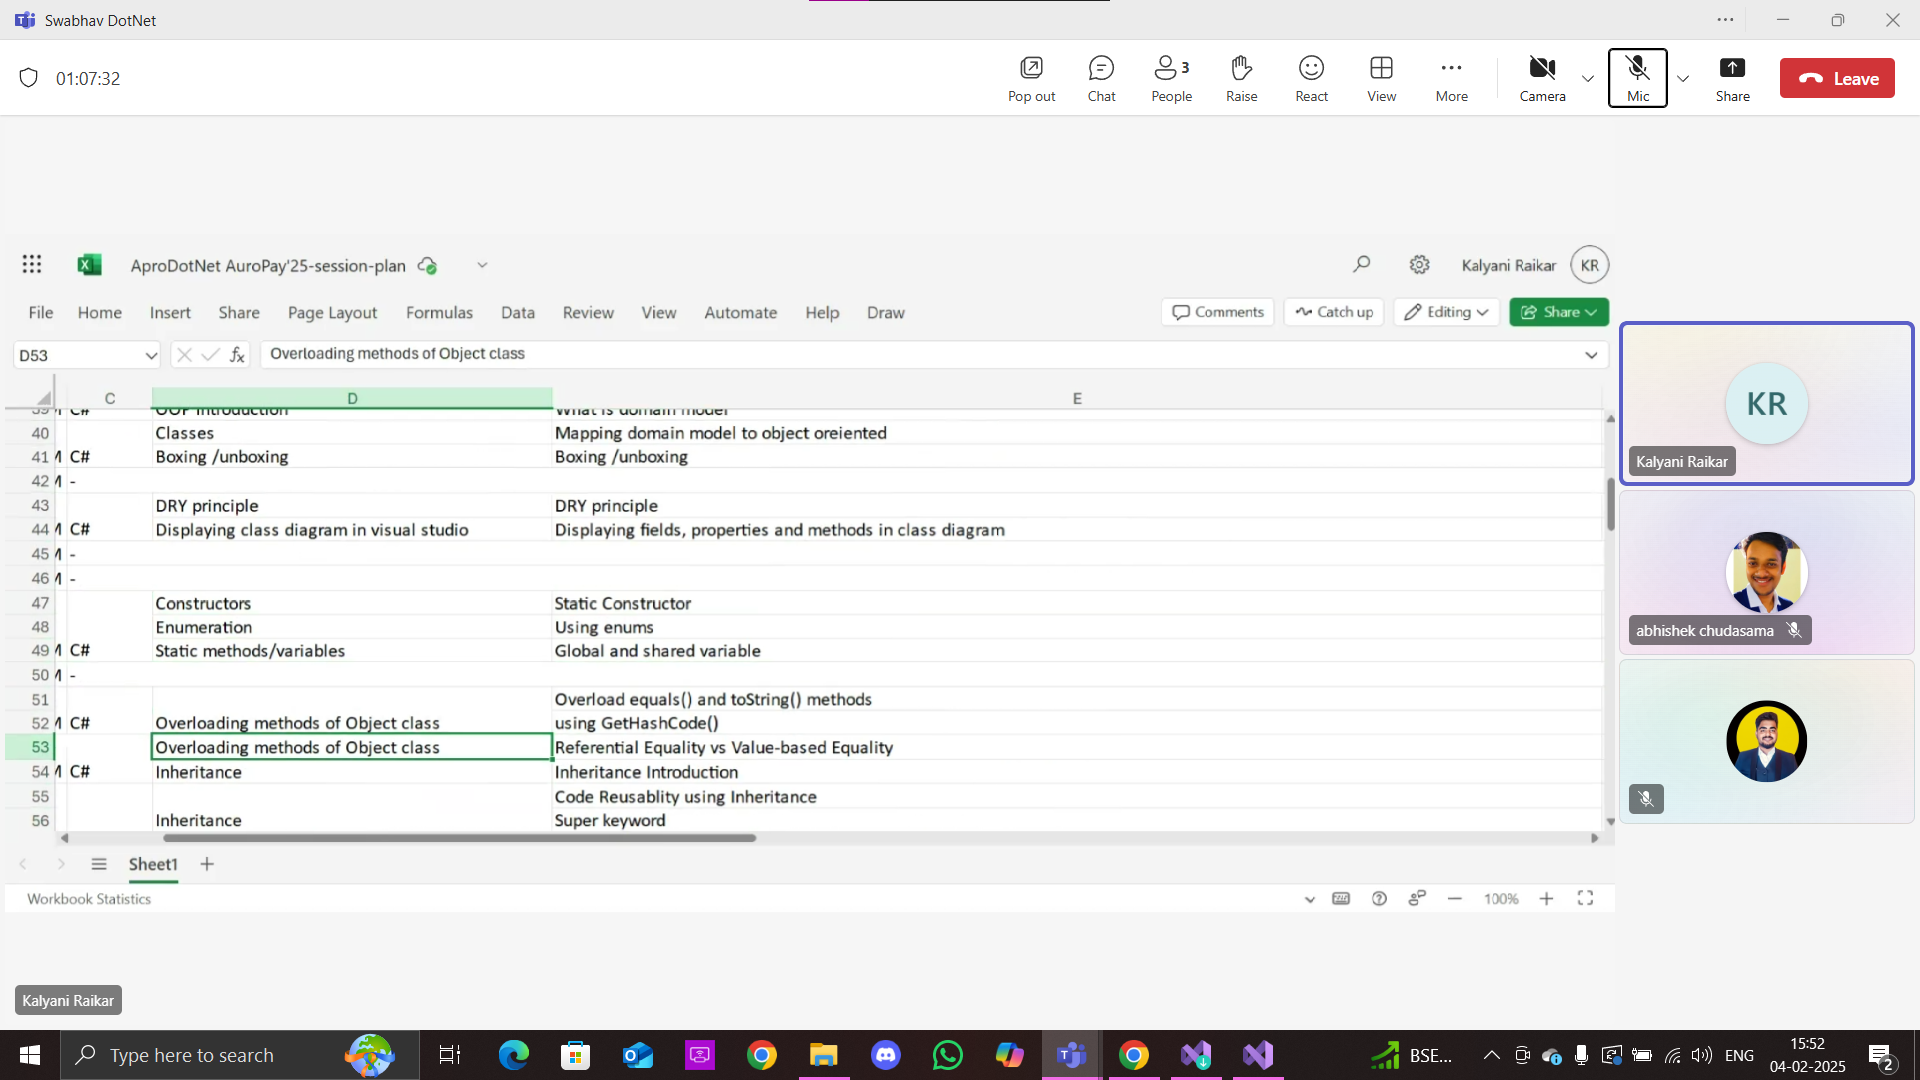 Swabhav DotNet
01:07:32
Pop out
Chat
3
People
Raise
React
View
More
Camera
Mic
Share
Leave
AproDotNet AuroPay'25-session-plan
Kalyani Raikar
KR
File Home Insert Share Page Layout Formulas Data Review View Automate Help Draw
Comments
Catch up
Editing
Share
D53
fx
Overloading methods of Object class
C D E
39 M C# OOP Introduction What is domain model
40 Classes Mapping domain model to object oreiented
41 M C# Boxing /unboxing Boxing /unboxing
42 M -
43 DRY principle DRY principle
44 M C# Displaying class diagram in visual studio Displaying fields, properties and methods in class diagram
45 M -
46 M -
47 Constructors Static Constructor
48 Enumeration Using enums
49 M C# Static methods/variables Global and shared variable
50 M -
51 Overload equals() and toString() methods
52 M C# Overloading methods of Object class using GetHashCode()
53 Overloading methods of Object class Referential Equality vs Value-based Equality
54 M C# Inheritance Inheritance Introduction
55 Code Reusablity using Inheritance
56 Inheritance Super keyword
Sheet1
Workbook Statistics
100%
Kalyani Raikar
KR
Kalyani Raikar
abhishek chudasama
Type here to search
BSE...
ENG
15:52
04-02-2025
2